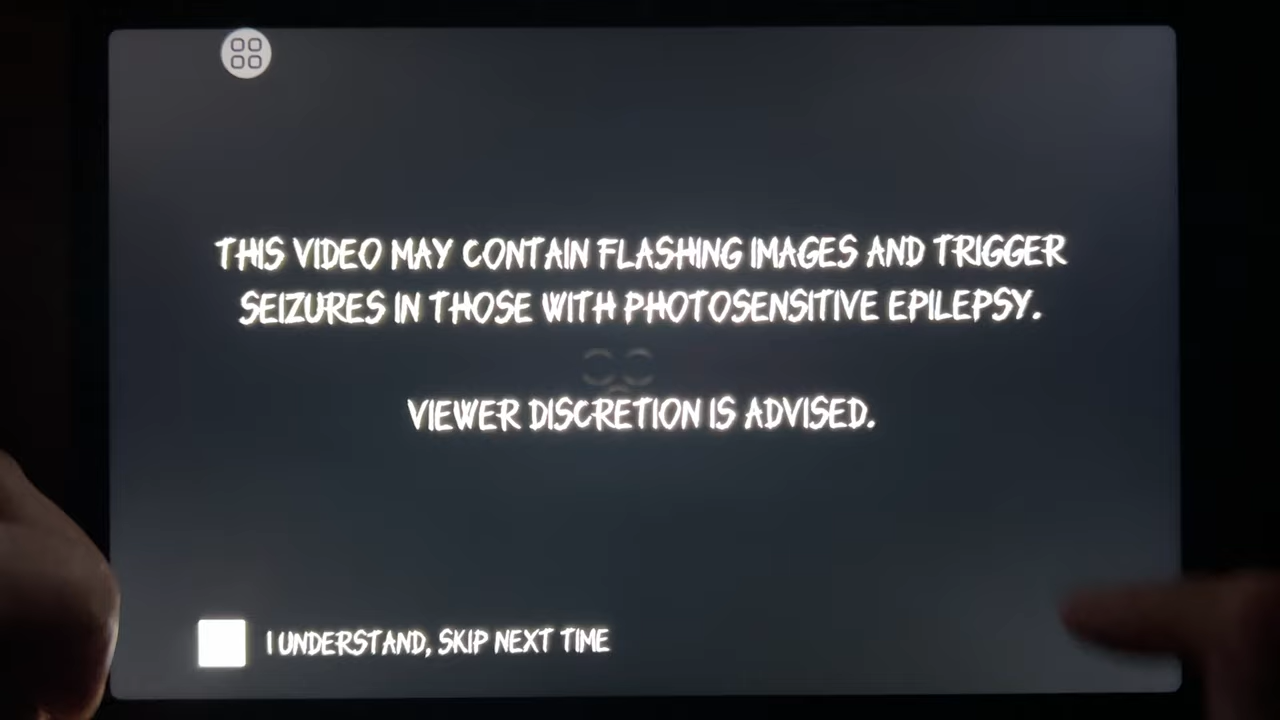 THIS VIDEO MAY CONTAIN FLASHING IMAGES AND TRIGGER
SEIZURES IN THOSE WITH PHOTOSENSITIVE EPILEPSY.
VIEWER DISCRETION IS ADVISED.
I UNDERSTAND, SKIP NEXT TIME